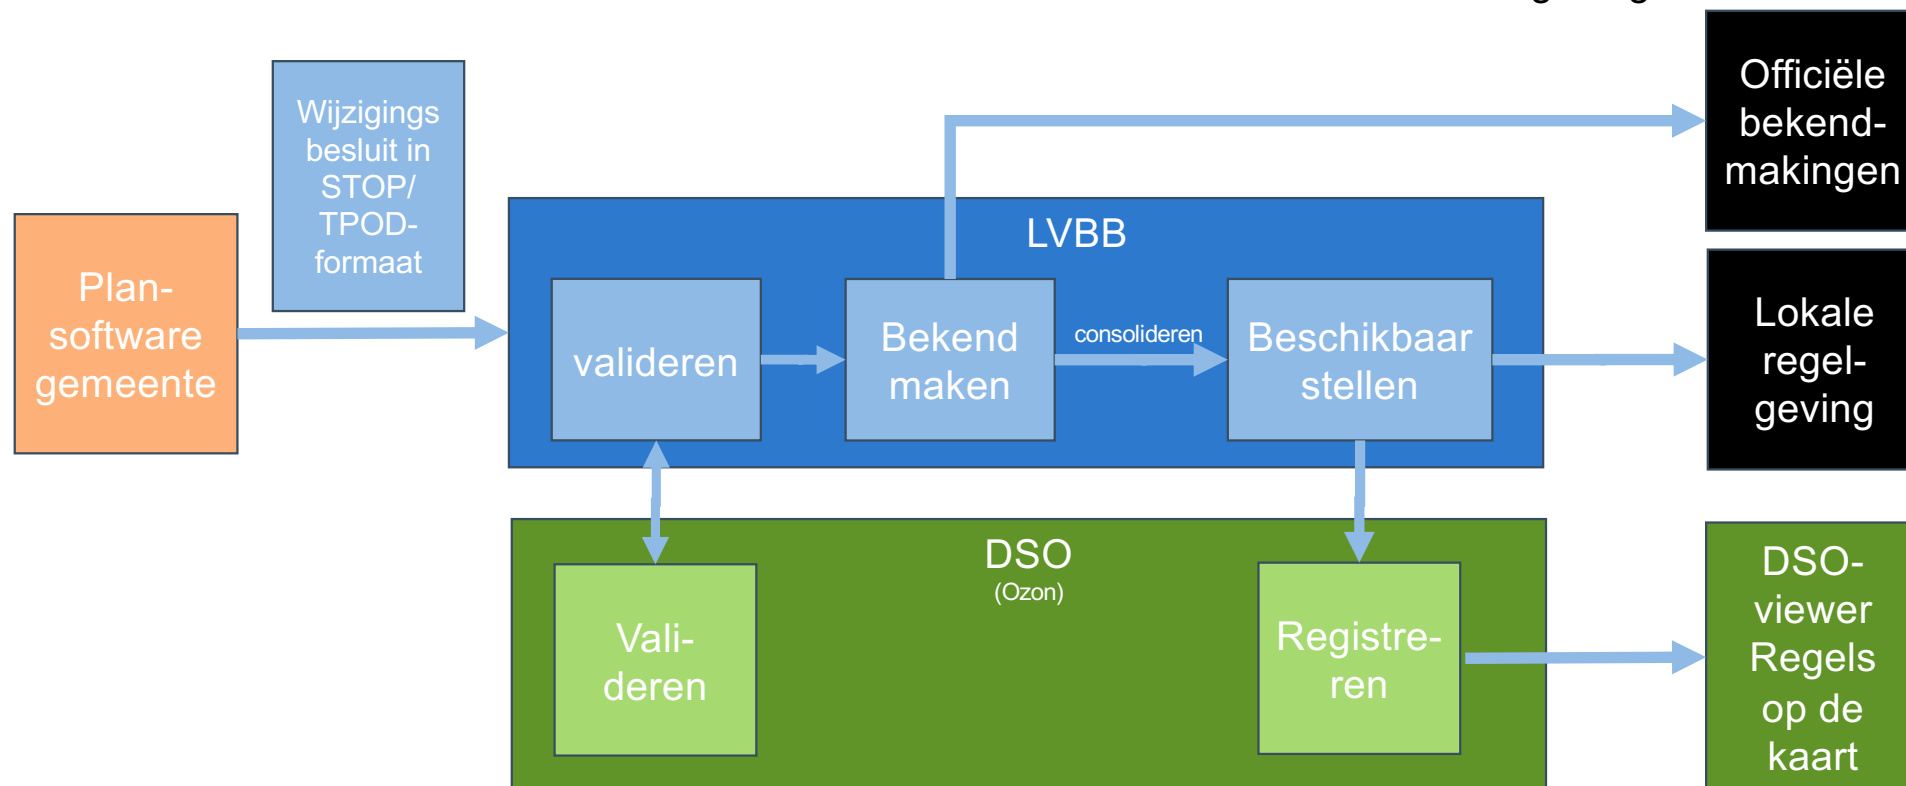 Officiële
bekend-
makingen
Wijzigings
besluit in
STOP/
TPOD-
formaat
Plan-
software
gemeente
LVBB
valideren
Bekend
maken
consolideren
Beschikbaar
stellen
Lokale
regel-
geving
DSO
(Ozon)
Vali-
deren
Registre-
ren
DSO-
viewer
Regels
op de
kaart